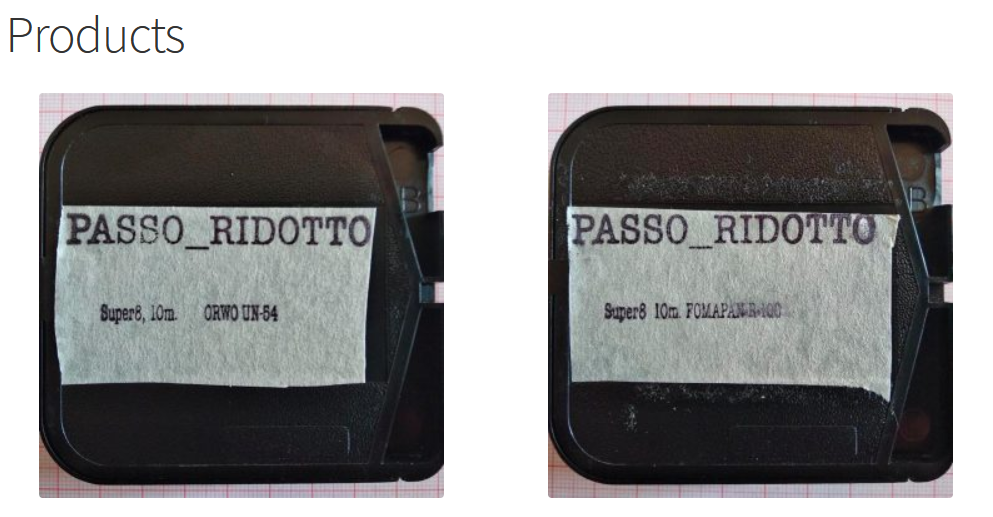 Products
PASSO_RIDOTTO
Super8, 10m. ORWO UN-54
B
PASSO_RIDOTTO
Super8 10m. FOMAPAN R-100
B